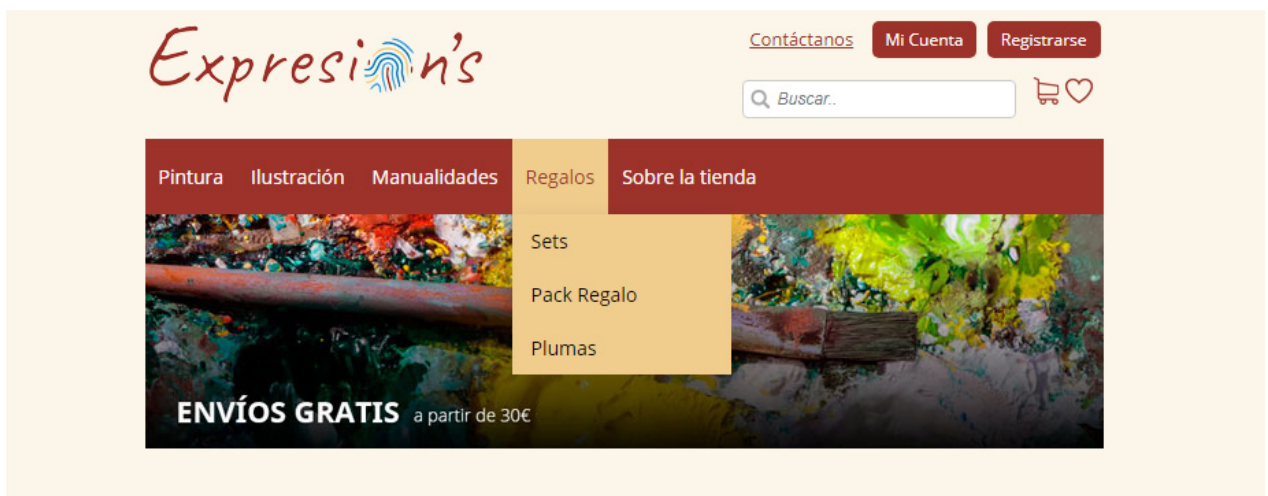 Expresión's
Contáctanos
Mi Cuenta
Registrarse
Buscar..
Pintura
Ilustración
Manualidades
Regalos
Sobre la tienda
Sets
Pack Regalo
Plumas
ENVÍOS GRATIS a partir de 30€